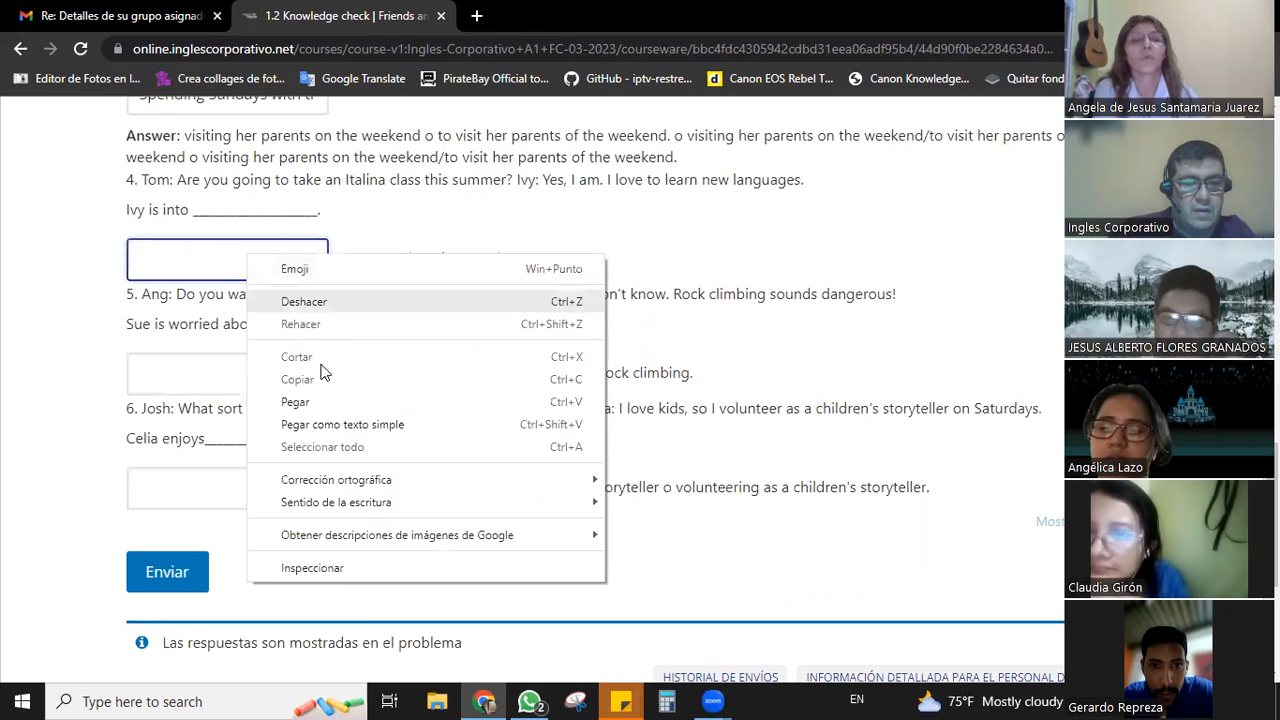 Re: Detalles de su grupo asignad
1.2 Knowledge check | Friends an
online.inglescorporativo.net/courses/course-v1:Ingles-Corporativo+A1+FC-03-2023/courseware/bbc4fdc4305942cdbd31eea06adf95b4/44d90f0be2284634a0...
Editor de Fotos en l...
Crea collages de fot...
Google Translate
PirateBay Official to...
GitHub - iptv-restre...
Canon EOS Rebel T...
Canon Knowledge...
Quitar fond
Spending Sundays with t
Answer: visiting her parents on the weekend o to visit her parents of the weekend. o visiting her parents on the weekend/to visit her parents o
weekend o visiting her parents on the weekend/to visit her parents of the weekend.
4. Tom: Are you going to take an Italina class this summer? Ivy: Yes, I am. I love to learn new languages.
Ivy is into ____________________.
Emoji Win+Punto
Deshacer Ctrl+Z
Rehacer Ctrl+Shift+Z
Cortar Ctrl+X
Copiar Ctrl+C
Pegar Ctrl+V
Pegar como texto simple Ctrl+Shift+V
Seleccionar todo Ctrl+A
Corrección ortográfica
Sentido de la escritura
Obtener descripciones de imágenes de Google
Inspeccionar
5. Ang: Do you wa
n't know. Rock climbing sounds dangerous!
Sue is worried abo
ock climbing.
6. Josh: What sort
a: I love kids, so I volunteer as a children's storyteller on Saturdays.
Celia enjoys____
oryteller o volunteering as a children's storyteller.
Most
Enviar
Las respuestas son mostradas en el problema
HISTORIAL DE ENVÍOS
INFORMACIÓN DETALLADA PARA EL PERSONAL D
Type here to search
2
zoom
EN
75°F Mostly cloudy
Angela de Jesus Santamaria Juarez
Ingles Corporativo
JESUS ALBERTO FLORES GRANADOS
Angélica Lazo
Claudia Girón
Gerardo Repreza